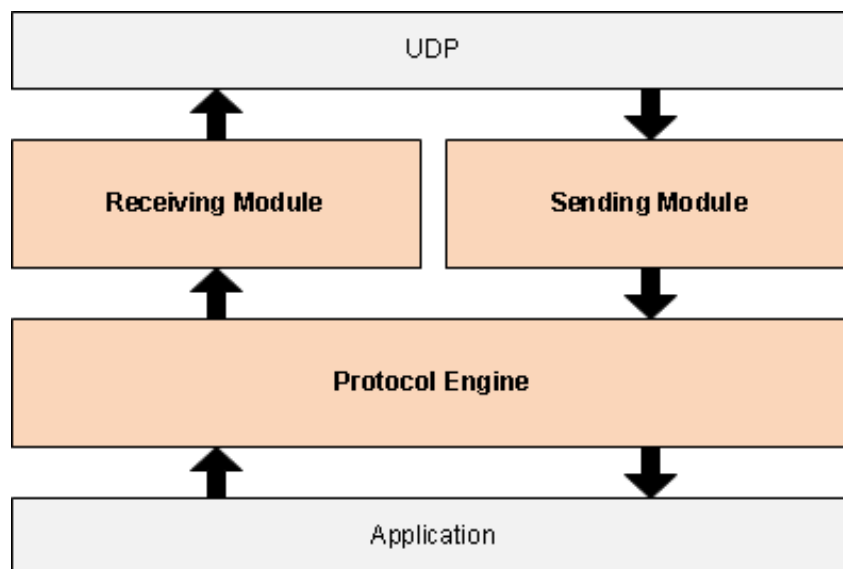 UDP
Receiving Module
Sending Module
Protocol Engine
Application